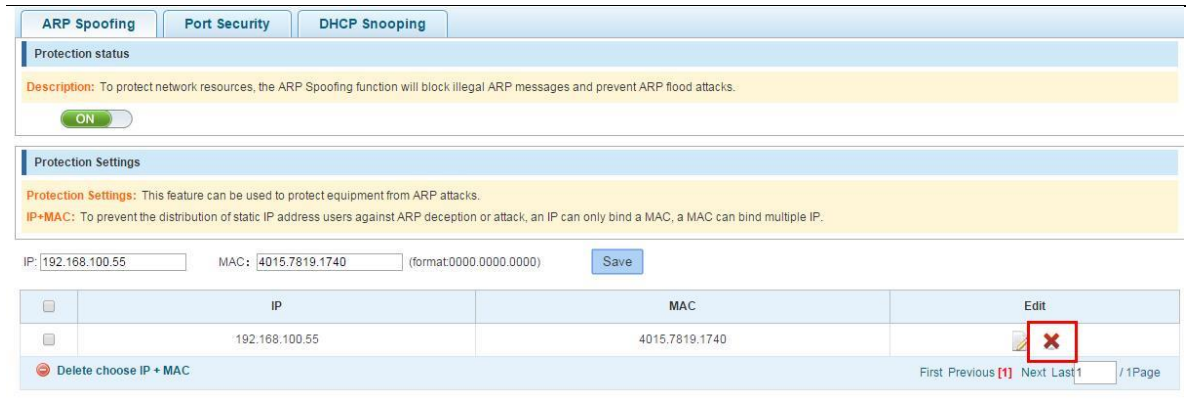 ARP Spoofing Port Security DHCP Snooping
Protection status
Description: To protect network resources, the ARP Spoofing function will block illegal ARP messages and prevent ARP flood attacks.
ON
Protection Settings
Protection Settings: This feature can be used to protect equipment from ARP attacks.
IP+MAC: To prevent the distribution of static IP address users against ARP deception or attack, an IP can only bind a MAC, a MAC can bind multiple IP.
IP: 192.168.100.55 MAC: 4015.7819.1740 (format:0000.0000.0000) Save
IP MAC Edit
192.168.100.55 4015.7819.1740
Delete choose IP + MAC First Previous [1] Next Last 1 / 1Page